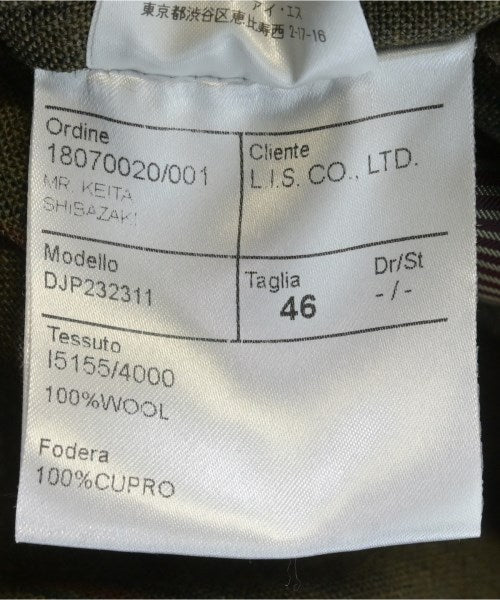 アイ・エス
東京都渋谷区恵比寿西 2-17-16
Ordine
18070020/001
MR. KEITA
SHIBAZAKI
Cliente
L.I.S. CO., LTD.
Modello
DJP232311
Taglia
46
Dr/St
- / -
Tessuto
I5155/4000
100%WOOL
Fodera
100%CUPRO